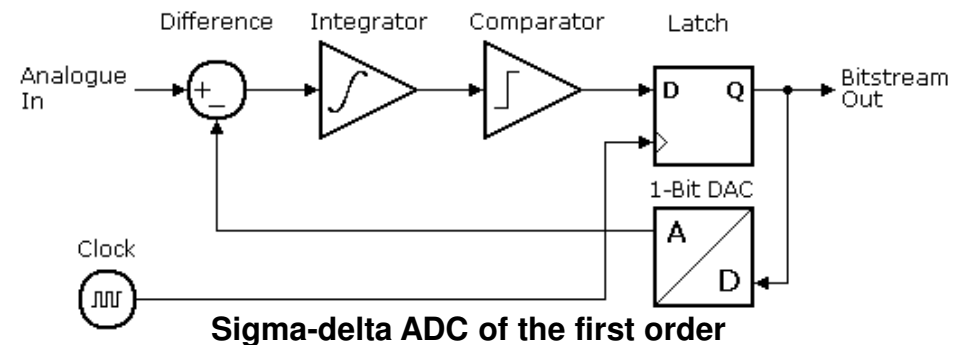 Difference Integrator Comparator Latch
Analogue
In
+
−
D Q
Bitstream
Out
1-Bit DAC
A
D
Clock
Sigma-delta ADC of the first order